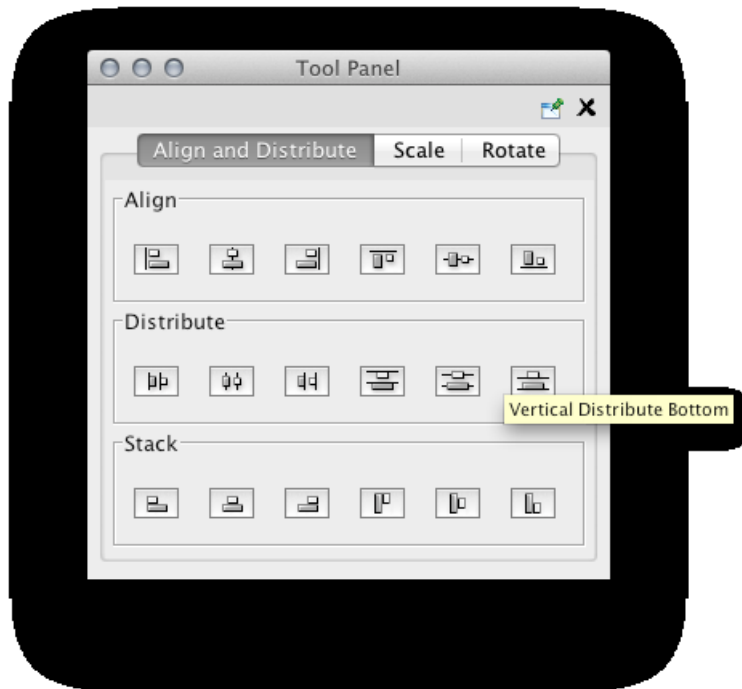 Tool Panel
Align and Distribute Scale Rotate
Align
Distribute
Vertical Distribute Bottom
Stack